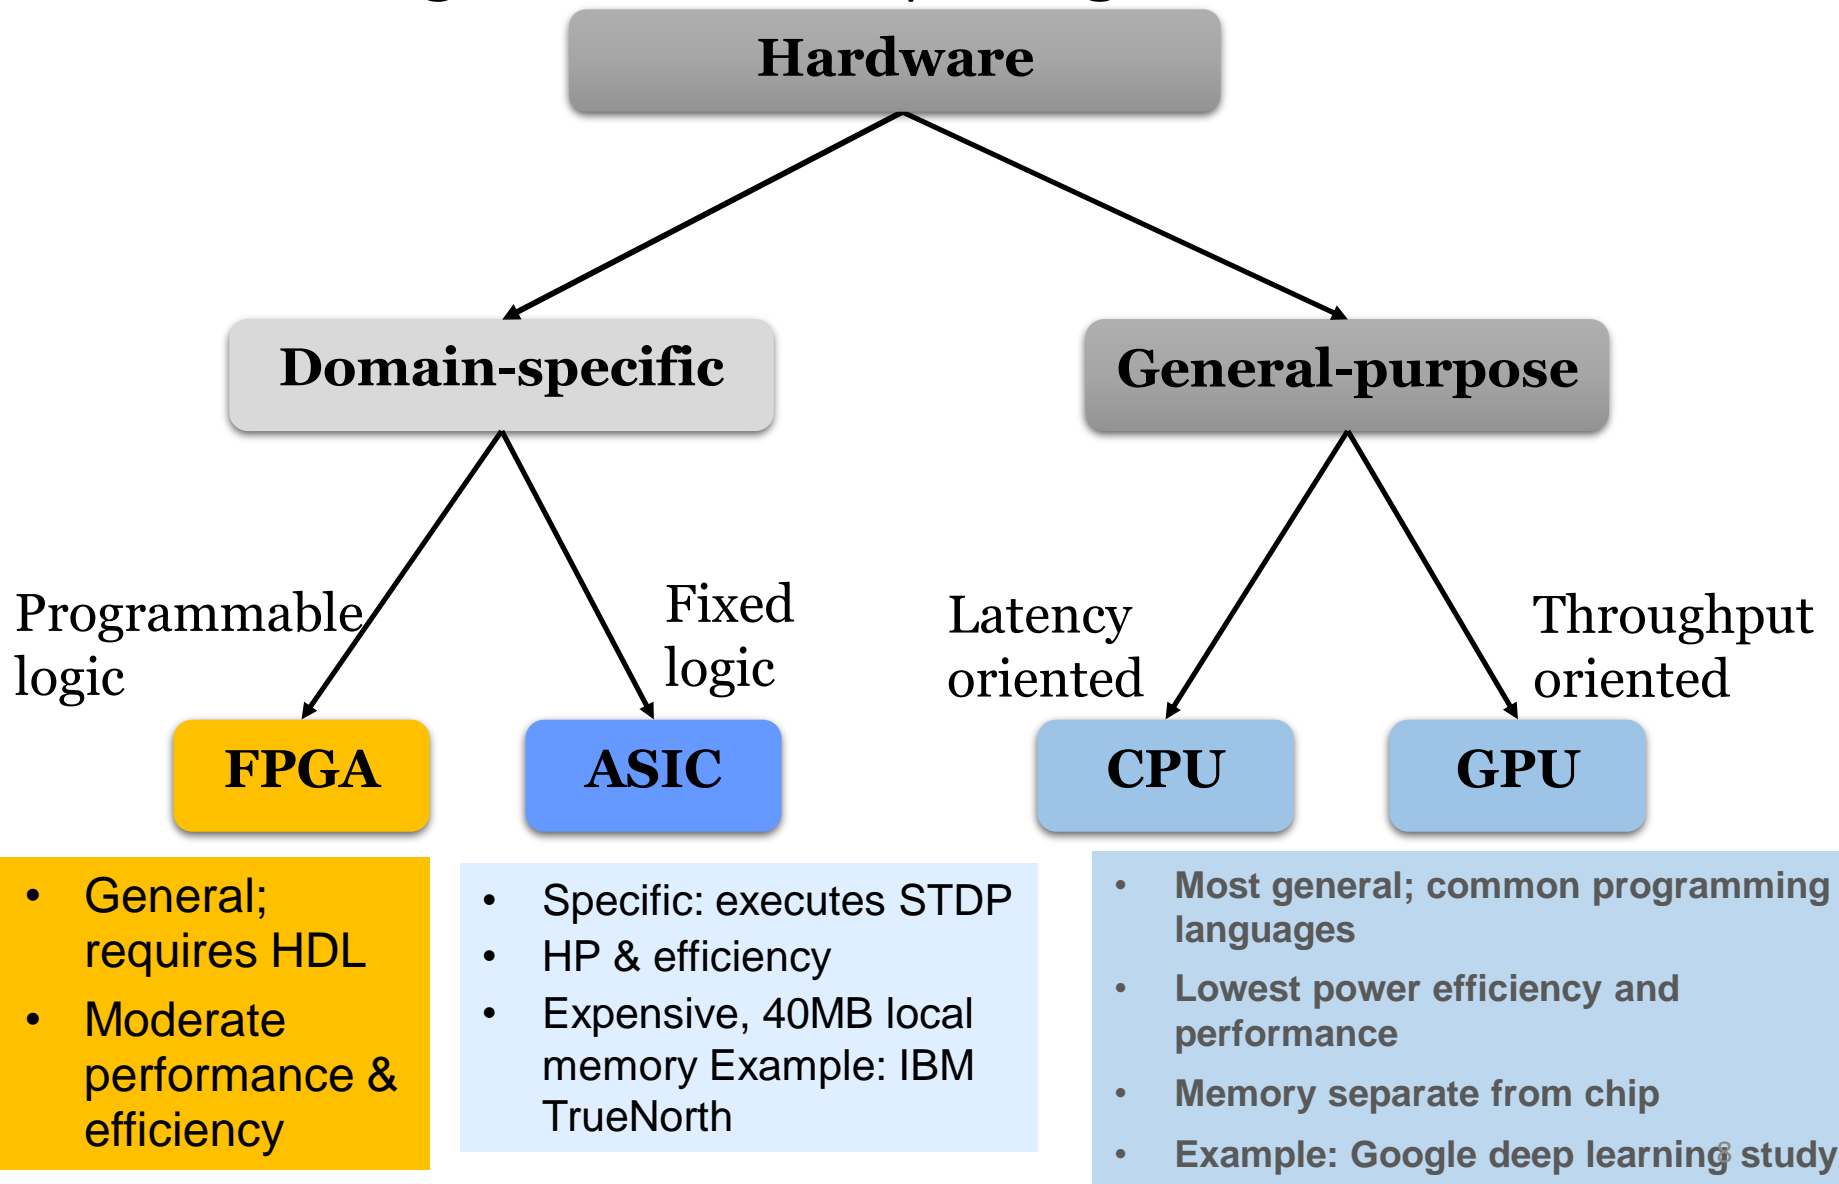 Hardware
Domain-specific
General-purpose
Programmable
logic
Fixed
logic
Latency
oriented
Throughput
oriented
FPGA
ASIC
CPU
GPU
• General;
requires HDL
• Moderate
performance &
efficiency
• Specific: executes STDP
• HP & efficiency
• Expensive, 40MB local
memory Example: IBM
TrueNorth
• Most general; common programming
languages
• Lowest power efficiency and
performance
• Memory separate from chip
• Example: Google deep learning study
8